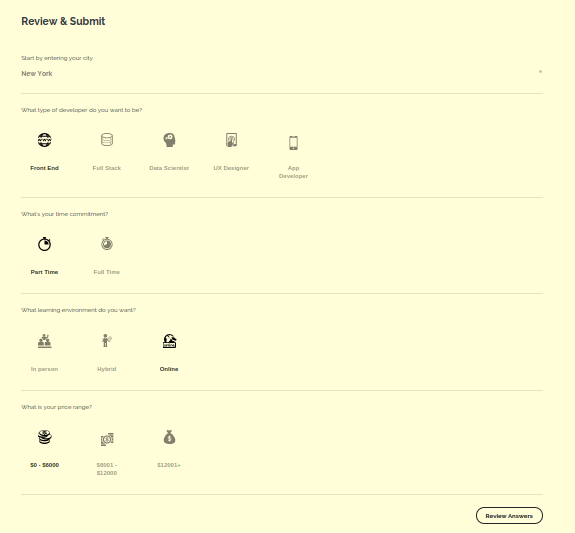 Review & Submit
Start by entering your city
New York
What type of developer do you want to be?
Front End
Full Stack
Data Scientist
UX Designer
App
Developer
What's your time commitment?
Part Time
Full Time
What learning environment do you want?
In person
Hybrid
Online
What is your price range?
$0 - $6000
$6001 -
$12000
$12001+
Review Answers